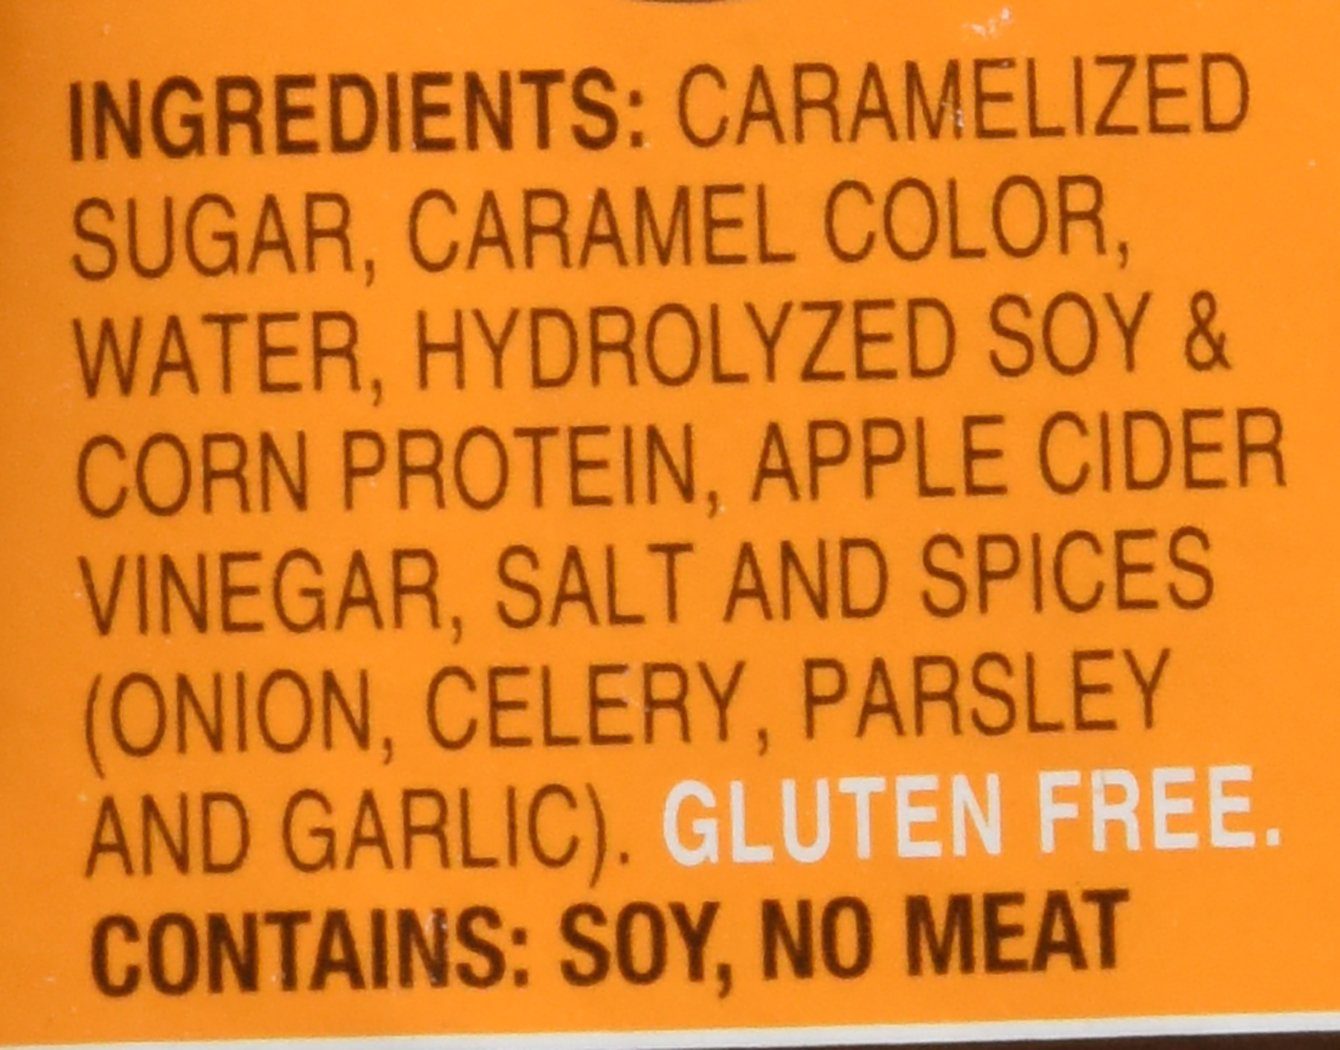 INGREDIENTS: CARAMELIZED
SUGAR, CARAMEL COLOR,
WATER, HYDROLYZED SOY &
CORN PROTEIN, APPLE CIDER
VINEGAR, SALT AND SPICES
(ONION, CELERY, PARSLEY
AND GARLIC). GLUTEN FREE.
CONTAINS: SOY, NO MEAT